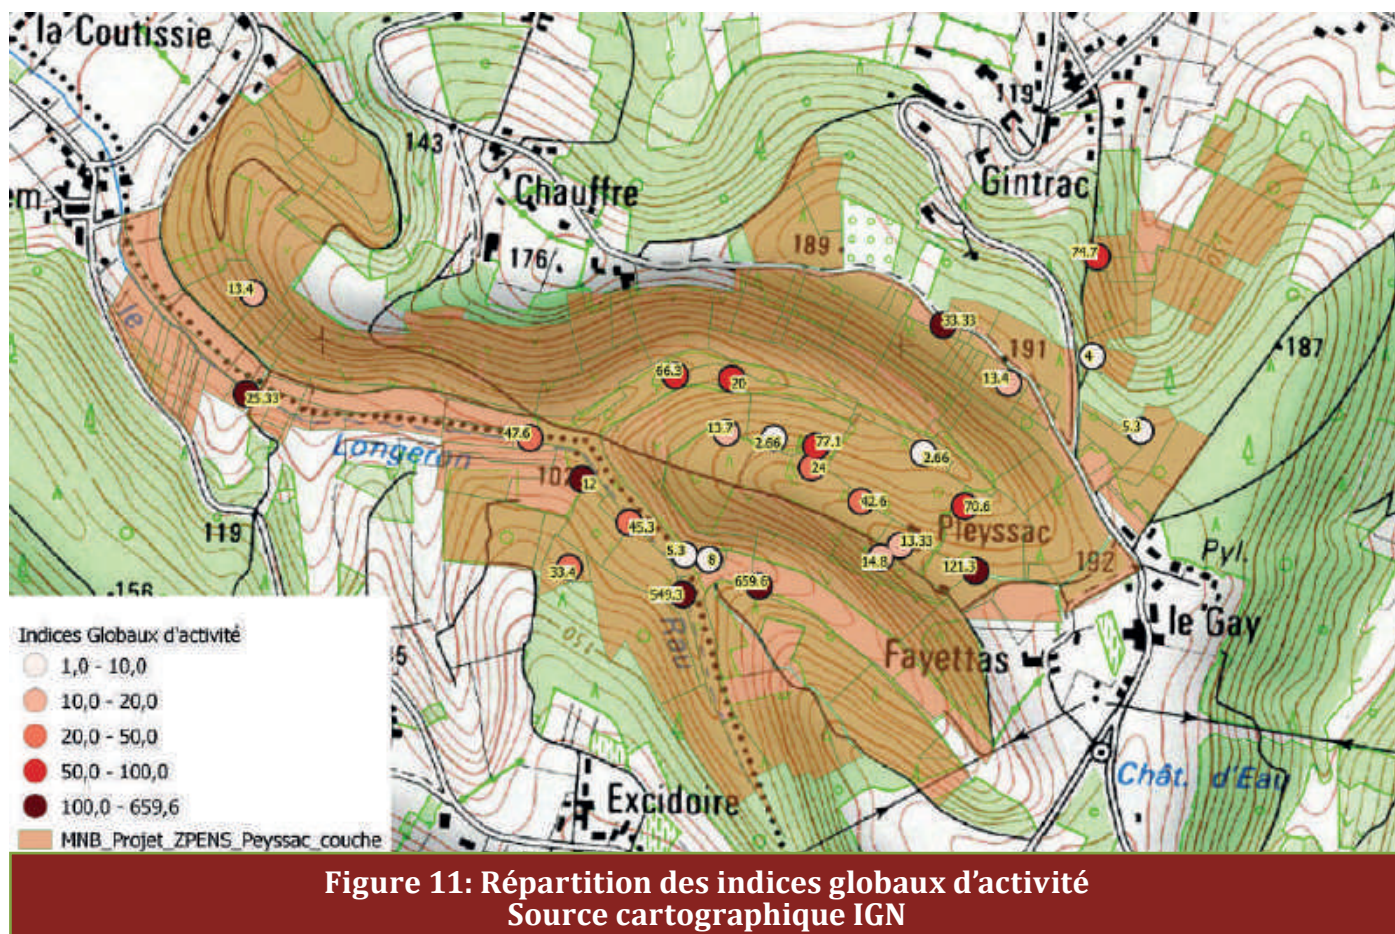 la Coutissie
119
143
Gintrac
em
Chauffre
189
176
74.7
13.4
33.33
187
191
4
66.3
20
13.4
25.33
5.3
47.6
13.7
2.66
77.1
2.66
Longeron
24
102
12
42.6
70.6
119
45.3
Pleyssac
13.33
5.3
8
14.8
Pyl.
33.4
121.3
192
659.6
549.3
156
le Gay
150
Rau
Fayettas
Indices Globaux d'activité
1,0 - 10,0
10,0 - 20,0
20,0 - 50,0
50,0 - 100,0
100,0 - 659,6
MNB_Projet_ZPENS_Peyssac_couche
Chât. d'Eau
Excidoire
Figure 11: Répartition des indices globaux d'activité
Source cartographique IGN